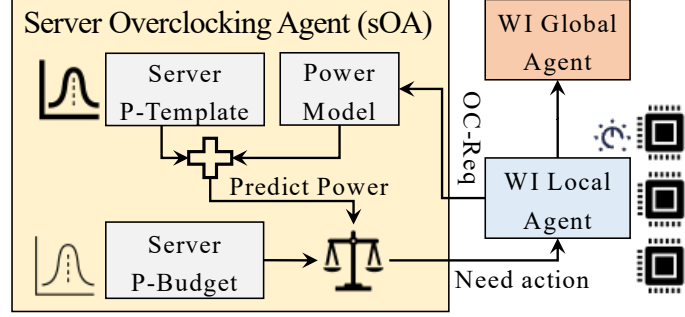 Server Overclocking Agent (sOA)
WI Global
Agent
Server
P-Template
Power
Model
OC-Req
Predict Power
WI Local
Agent
Server
P-Budget
Need action